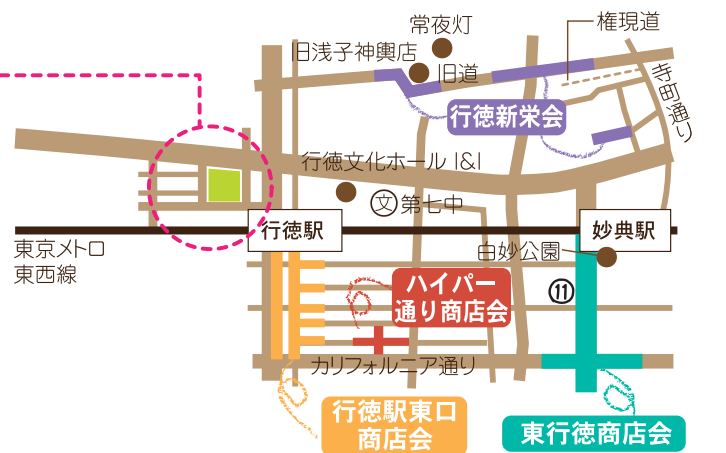 常夜灯
権現道
旧浅子神輿店
旧道
寺町通り
行徳新栄会
行徳文化ホール I&I
文 第七中
行徳駅
妙典駅
東京メトロ
東西線
白妙公園
ハイパー
通り商店会
11
カリフォルニア通り
行徳駅東口
商店会
東行徳商店会